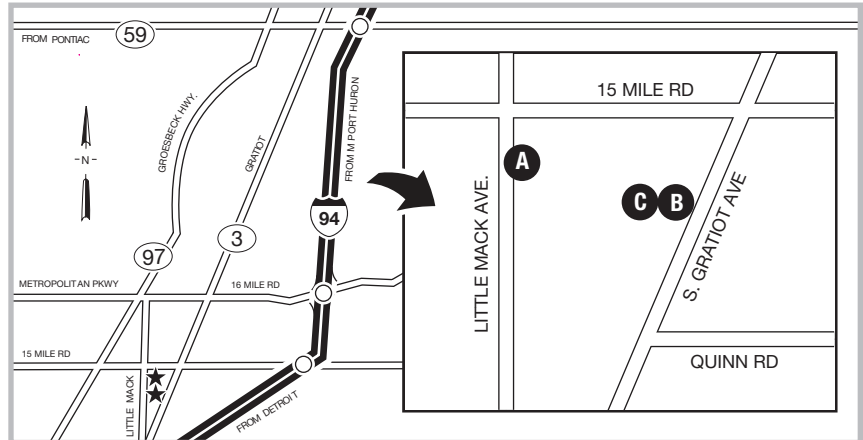 FROM PONTIAC
59
GROESBECK HWY.
GRATIOT
FROM M PORT HURON
-N-
94
3
97
METROPOLITAN PKWY
16 MILE RD
15 MILE RD
LITTLE MACK
FROM DETROIT
15 MILE RD
A
LITTLE MACK AVE.
C
B
S. GRATIOT AVE
QUINN RD